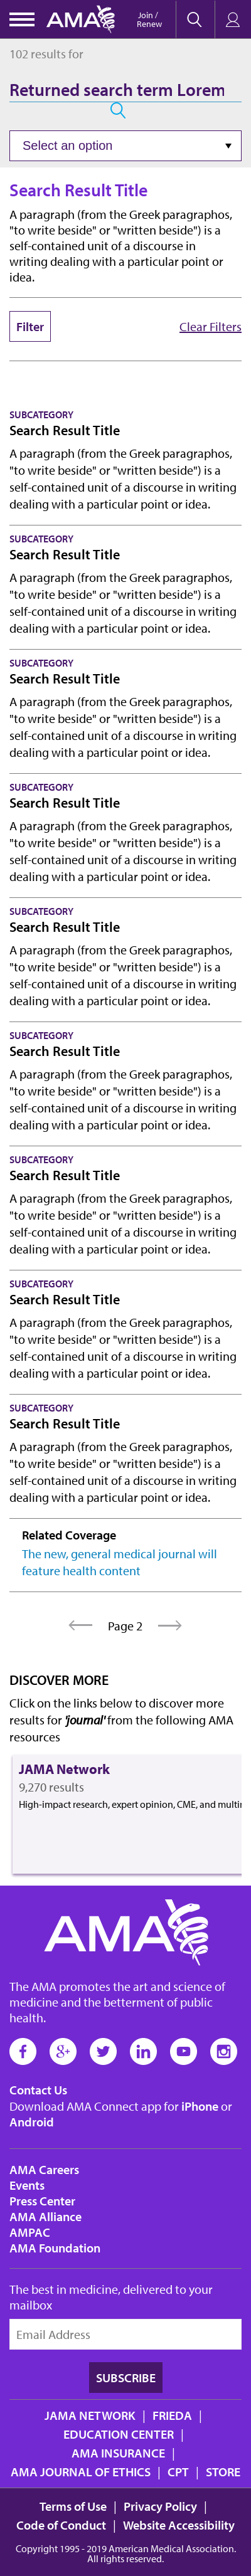 AMA
Join /
Renew
102 results for
Returned search term Lorem
Select an option
Search Result Title
A paragraph (from the Greek paragraphos,
"to write beside" or "written beside") is a
self-contained unit of a discourse in
writing dealing with a particular point or
idea.
Filter
Clear Filters
SUBCATEGORY
Search Result Title
A paragraph (from the Greek paragraphos,
"to write beside" or "written beside") is a
self-contained unit of a discourse in writing
dealing with a particular point or idea.
SUBCATEGORY
Search Result Title
A paragraph (from the Greek paragraphos,
"to write beside" or "written beside") is a
self-contained unit of a discourse in writing
dealing with a particular point or idea.
SUBCATEGORY
Search Result Title
A paragraph (from the Greek paragraphos,
"to write beside" or "written beside") is a
self-contained unit of a discourse in writing
dealing with a particular point or idea.
SUBCATEGORY
Search Result Title
A paragraph (from the Greek paragraphos,
"to write beside" or "written beside") is a
self-contained unit of a discourse in writing
dealing with a particular point or idea.
SUBCATEGORY
Search Result Title
A paragraph (from the Greek paragraphos,
"to write beside" or "written beside") is a
self-contained unit of a discourse in writing
dealing with a particular point or idea.
SUBCATEGORY
Search Result Title
A paragraph (from the Greek paragraphos,
"to write beside" or "written beside") is a
self-contained unit of a discourse in writing
dealing with a particular point or idea.
SUBCATEGORY
Search Result Title
A paragraph (from the Greek paragraphos,
"to write beside" or "written beside") is a
self-contained unit of a discourse in writing
dealing with a particular point or idea.
SUBCATEGORY
Search Result Title
A paragraph (from the Greek paragraphos,
"to write beside" or "written beside") is a
self-contained unit of a discourse in writing
dealing with a particular point or idea.
SUBCATEGORY
Search Result Title
A paragraph (from the Greek paragraphos,
"to write beside" or "written beside") is a
self-contained unit of a discourse in writing
dealing with a particular point or idea.
Related Coverage
The new, general medical journal will
feature health content
Page 2
DISCOVER MORE
Click on the links below to discover more
results for 'journal' from the following AMA
resources
JAMA Network
9,270 results
High-impact research, expert opinion, CME, and
AMA
The AMA promotes the art and science of
medicine and the betterment of public
health.
Contact Us
Download AMA Connect app for iPhone or
Android
AMA Careers
Events
Press Center
AMA Alliance
AMPAC
AMA Foundation
The best in medicine, delivered to your
mailbox
Email Address
SUBSCRIBE
JAMA NETWORK | FRIEDA |
EDUCATION CENTER |
AMA INSURANCE |
AMA JOURNAL OF ETHICS | CPT | STORE
Terms of Use | Privacy Policy |
Code of Conduct | Website Accessibility
Copyright 1995 - 2019 American Medical Association.
All rights reserved.